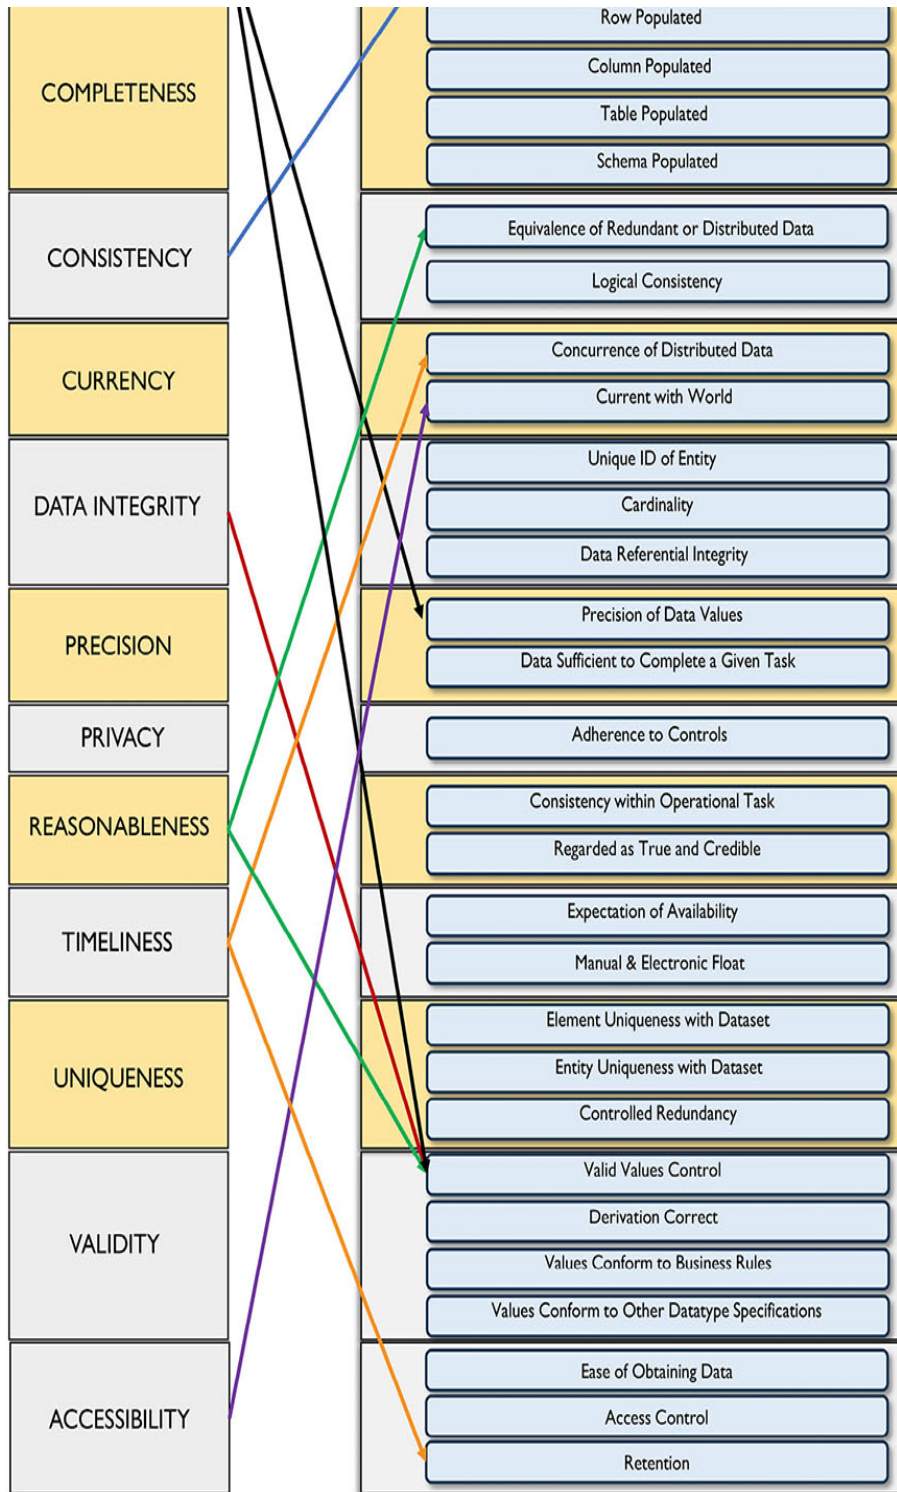 COMPLETENESS
Row Populated
Column Populated
Table Populated
Schema Populated
CONSISTENCY
Equivalence of Redundant or Distributed Data
Logical Consistency
CURRENCY
Concurrence of Distributed Data
Current with World
DATA INTEGRITY
Unique ID of Entity
Cardinality
Data Referential Integrity
PRECISION
Precision of Data Values
Data Sufficient to Complete a Given Task
PRIVACY
Adherence to Controls
REASONABLENESS
Consistency within Operational Task
Regarded as True and Credible
TIMELINESS
Expectation of Availability
Manual & Electronic Float
UNIQUENESS
Element Uniqueness with Dataset
Entity Uniqueness with Dataset
Controlled Redundancy
VALIDITY
Valid Values Control
Derivation Correct
Values Conform to Business Rules
Values Conform to Other Datatype Specifications
ACCESSIBILITY
Ease of Obtaining Data
Access Control
Retention